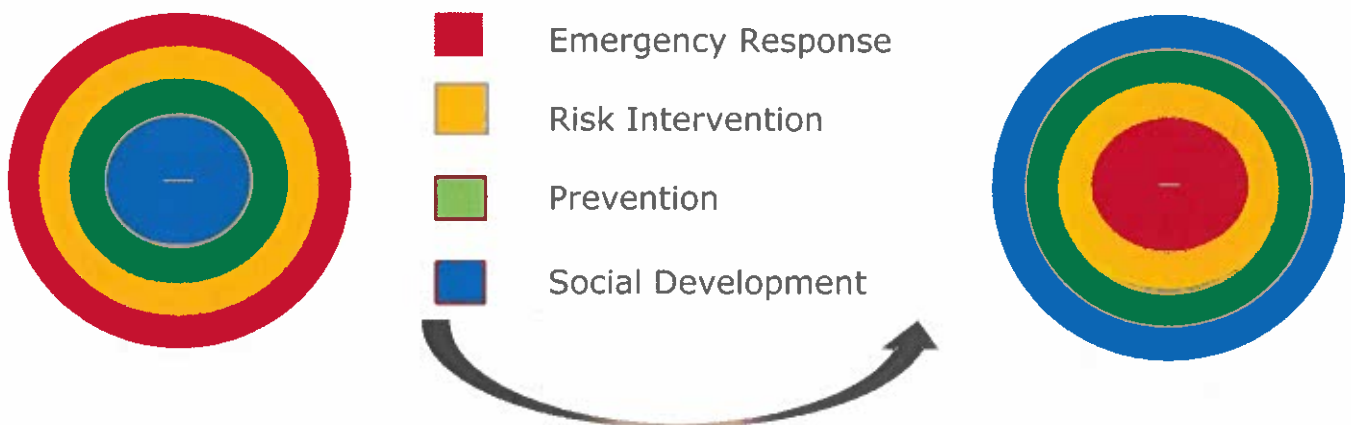 Emergency Response
Risk Intervention
Prevention
Social Development